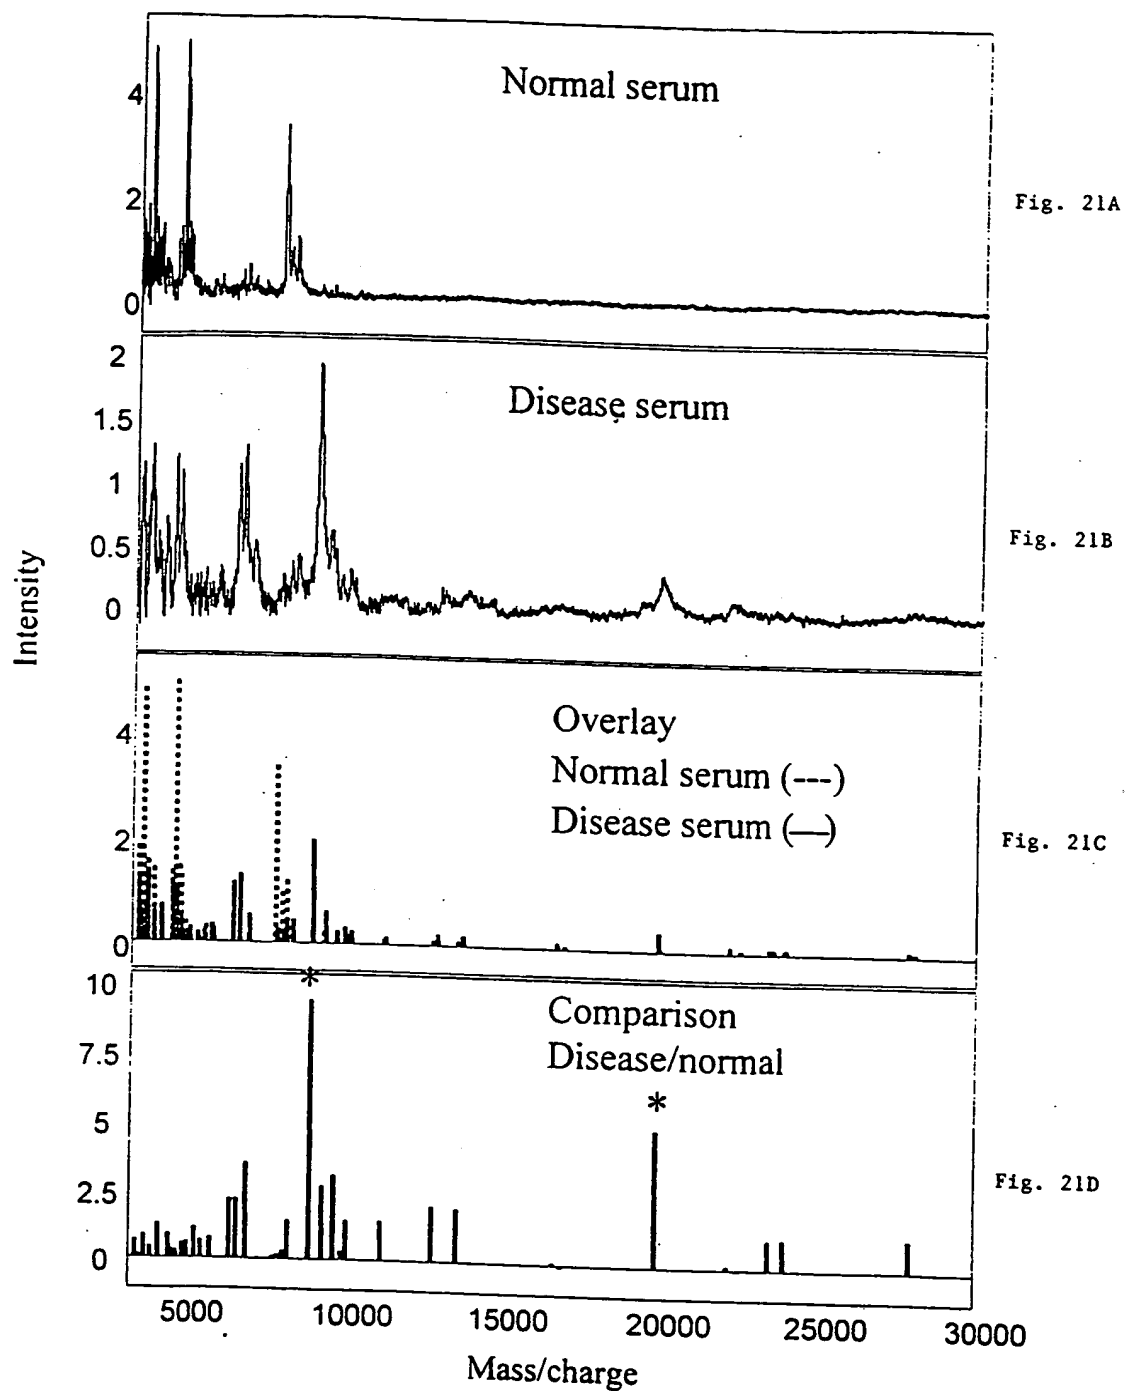 Normal serum
4
2
0
Fig. 21A
2
1.5
1
0.5
0
Disease serum
Fig. 21B
Intensity
4
2
0
Overlay
Normal serum (---)
Disease serum (—)
Fig. 21C
10
7.5
5
2.5
0
*
Comparison
Disease/normal
*
Fig. 21D
5000 10000 15000 20000 25000 30000
Mass/charge